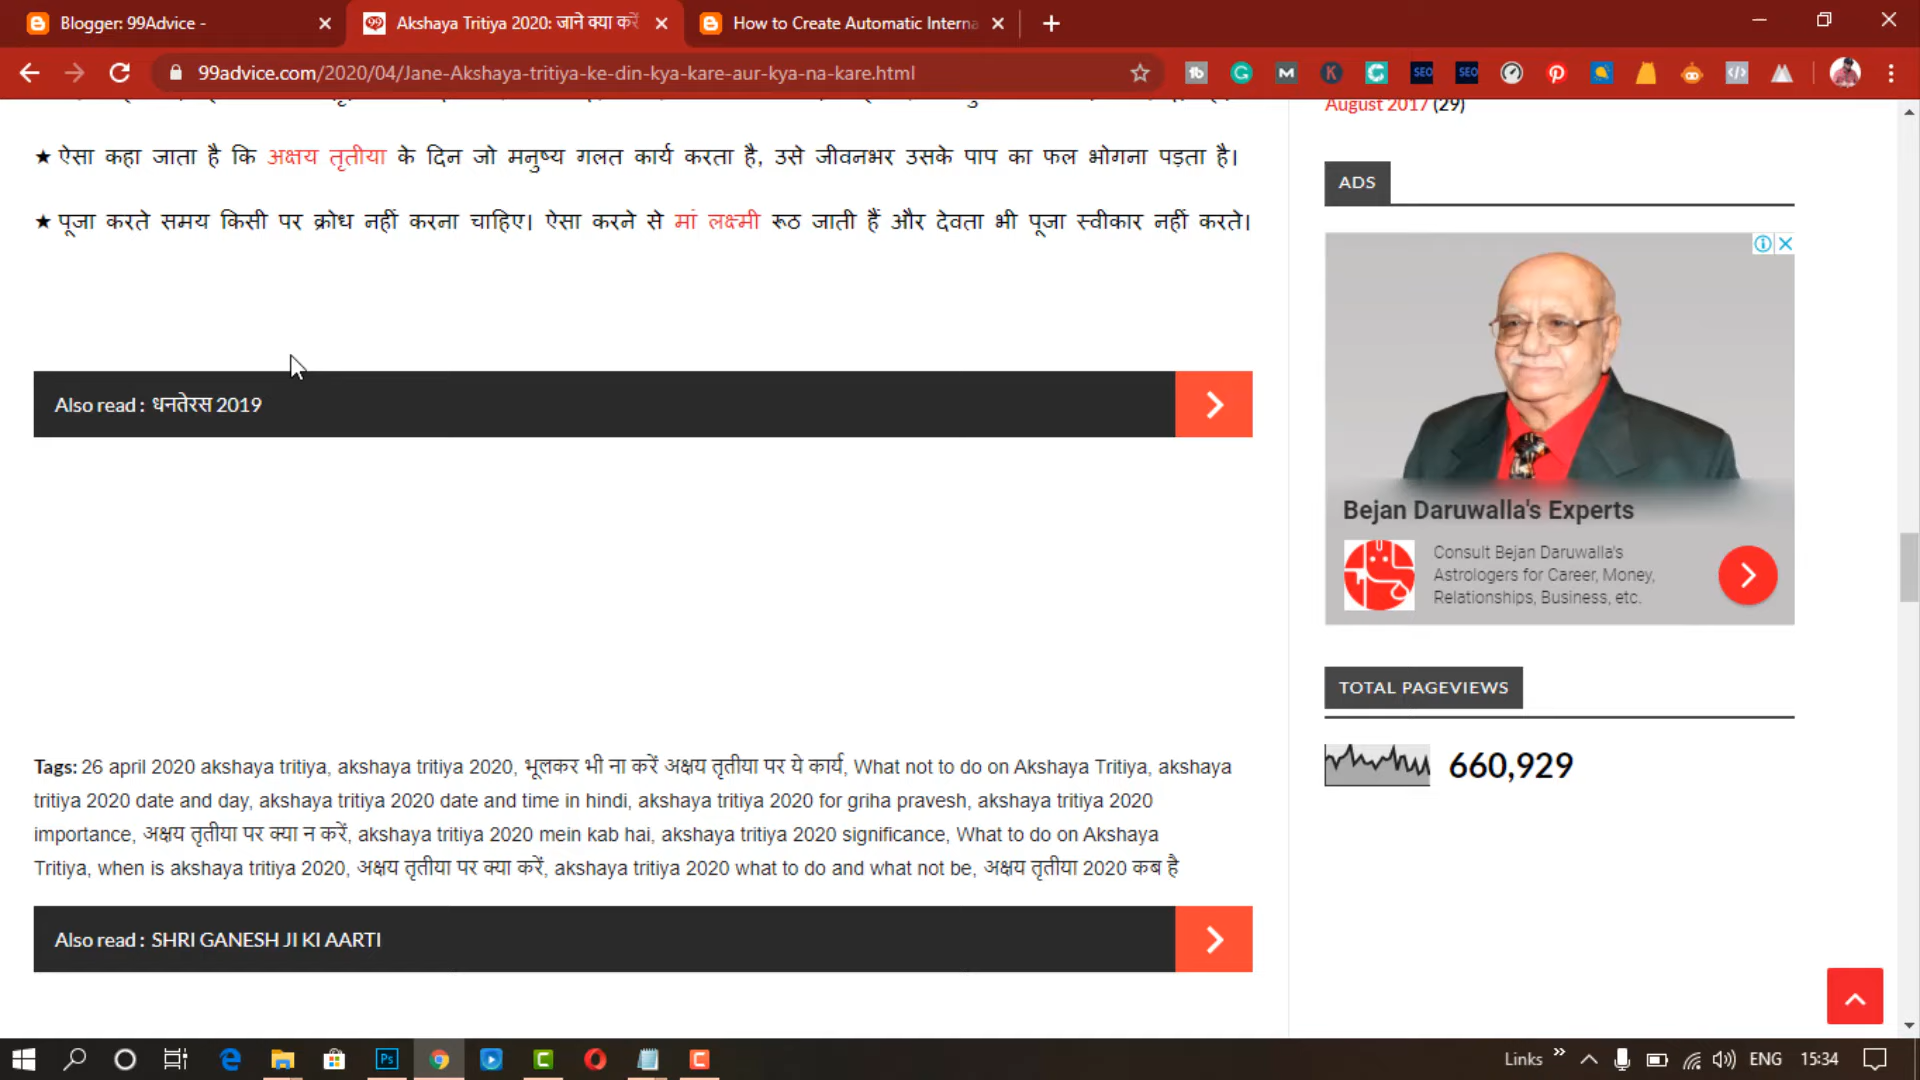 Blogger: 99Advice -
Akshaya Tritiya 2020: जाने क्या करें
How to Create Automatic Interna
99advice.com/2020/04/Jane-Akshaya-tritiya-ke-din-kya-kare-aur-kya-na-kare.html
★ ऐसा कहा जाता है कि अक्षय तृतीया के दिन जो मनुष्य गलत कार्य करता है, उसे जीवनभर उसके पाप का फल भोगना पड़ता है।
★ पूजा करते समय किसी पर क्रोध नहीं करना चाहिए। ऐसा करने से मां लक्ष्मी रूठ जाती हैं और देवता भी पूजा स्वीकार नहीं करते।
Also read : धनतेरस 2019
Tags: 26 april 2020 akshaya tritiya, akshaya tritiya 2020, भूलकर भी ना करें अक्षय तृतीया पर ये कार्य, What not to do on Akshaya Tritiya, akshaya
tritiya 2020 date and day, akshaya tritiya 2020 date and time in hindi, akshaya tritiya 2020 for griha pravesh, akshaya tritiya 2020
importance, अक्षय तृतीया पर क्या न करें, akshaya tritiya 2020 mein kab hai, akshaya tritiya 2020 significance, What to do on Akshaya
Tritiya, when is akshaya tritiya 2020, अक्षय तृतीया पर क्या करें, akshaya tritiya 2020 what to do and what not be, अक्षय तृतीया 2020 कब है
Also read : SHRI GANESH JI KI AARTI
August 2017 (29)
ADS
Bejan Daruwalla's Experts
Consult Bejan Daruwalla's
Astrologers for Career, Money,
Relationships, Business, etc.
TOTAL PAGEVIEWS
660,929
Links
ENG
15:34